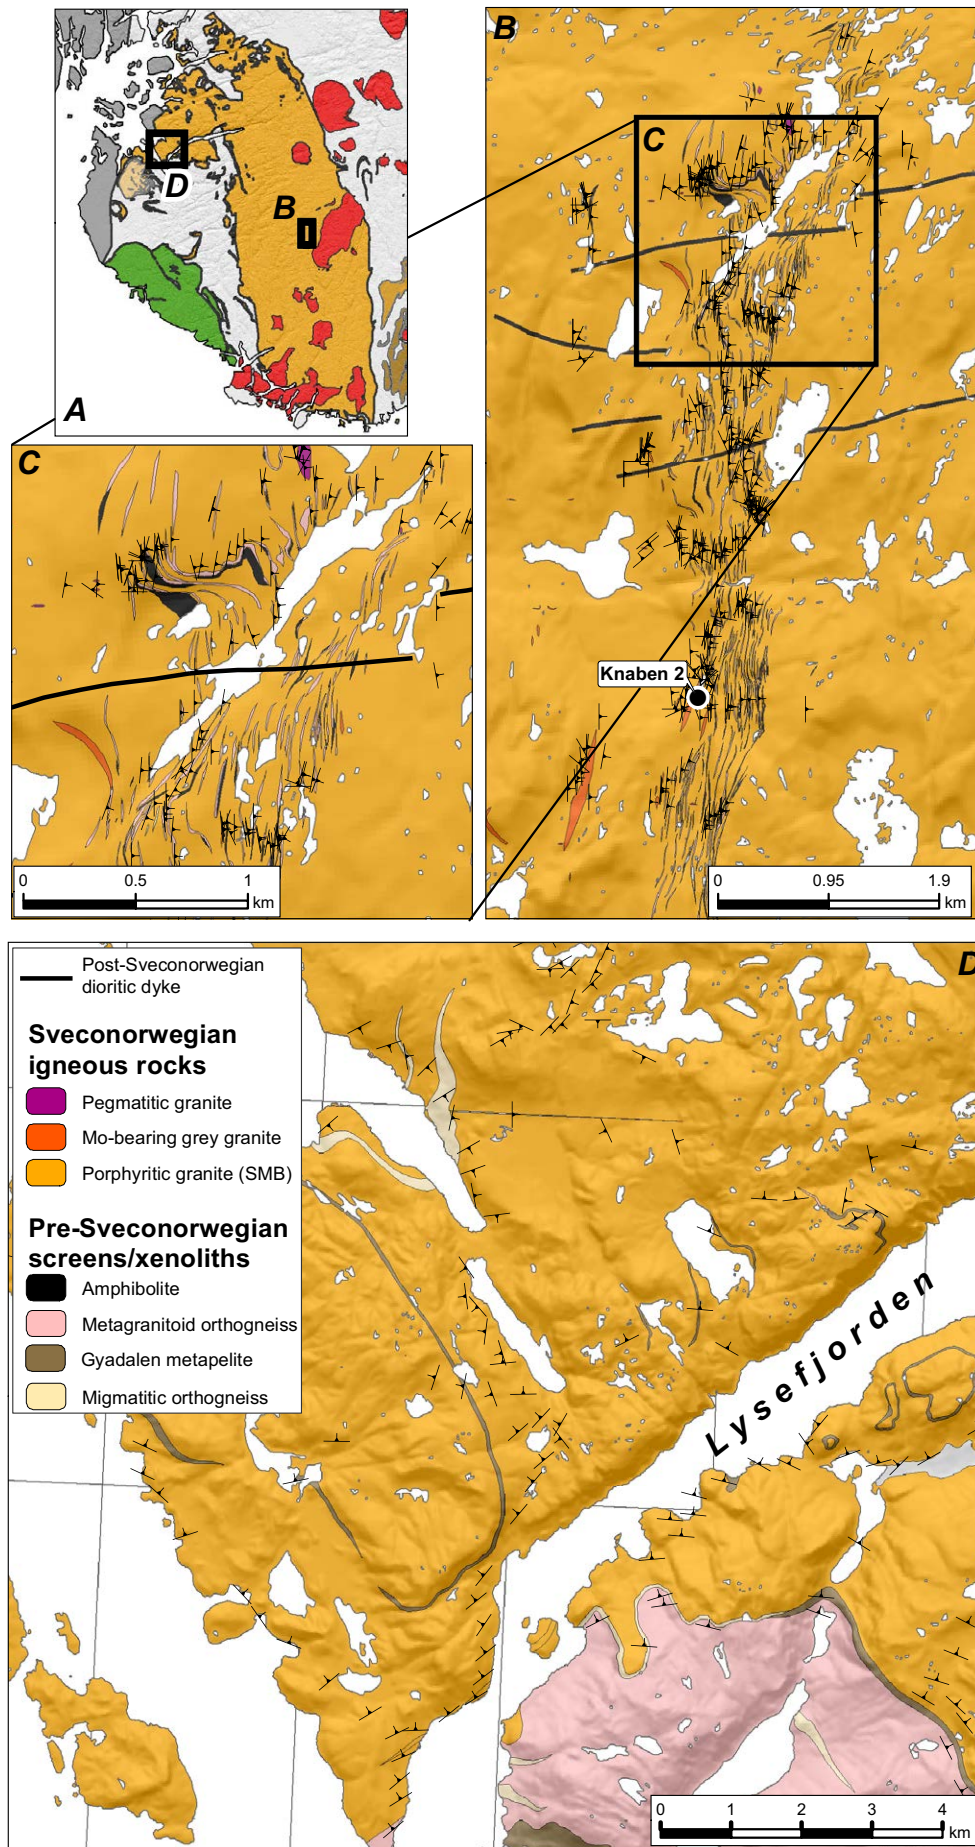 D
B
A
B
C
Knaben 2
0
0.95
1.9
km
C
0
0.5
1
km
D
Post-Sveconorwegian
dioritic dyke
Sveconorwegian
igneous rocks
Pegmatitic granite
Mo-bearing grey granite
Porphyritic granite (SMB)
Pre-Sveconorwegian
screens/xenoliths
Amphibolite
Metagranitoid orthogneiss
Gyadalen metapelite
Migmatitic orthogneiss
Lysefjorden
0
1
2
3
4
km